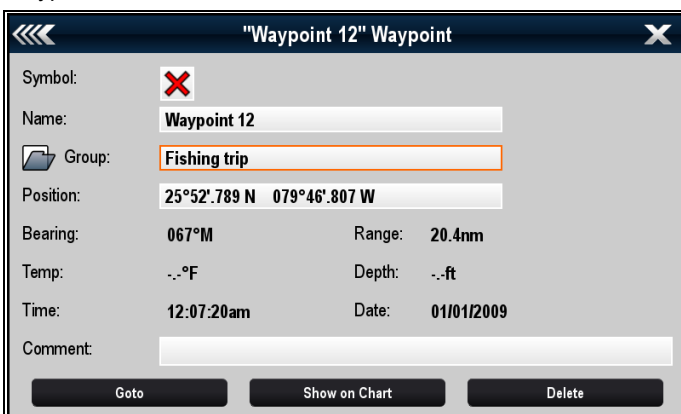 "Waypoint 12" Waypoint
Symbol:
Name: Waypoint 12
Group: Fishing trip
Position: 25°52'.789 N 079°46'.807 W
Bearing: 067°M Range: 20.4nm
Temp: -.-°F Depth: -.-ft
Time: 12:07:20am Date: 01/01/2009
Comment:
Goto Show on Chart Delete